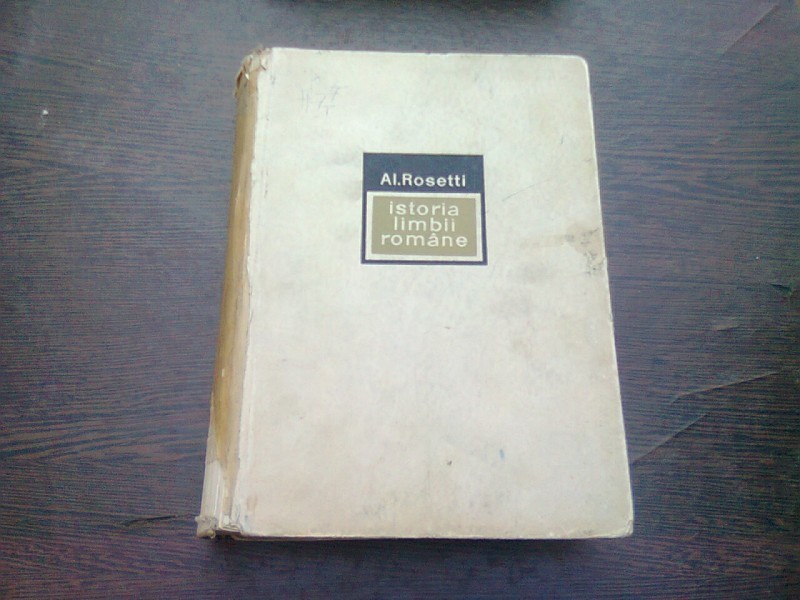 Al.Rosetti
istoria
limbii
române